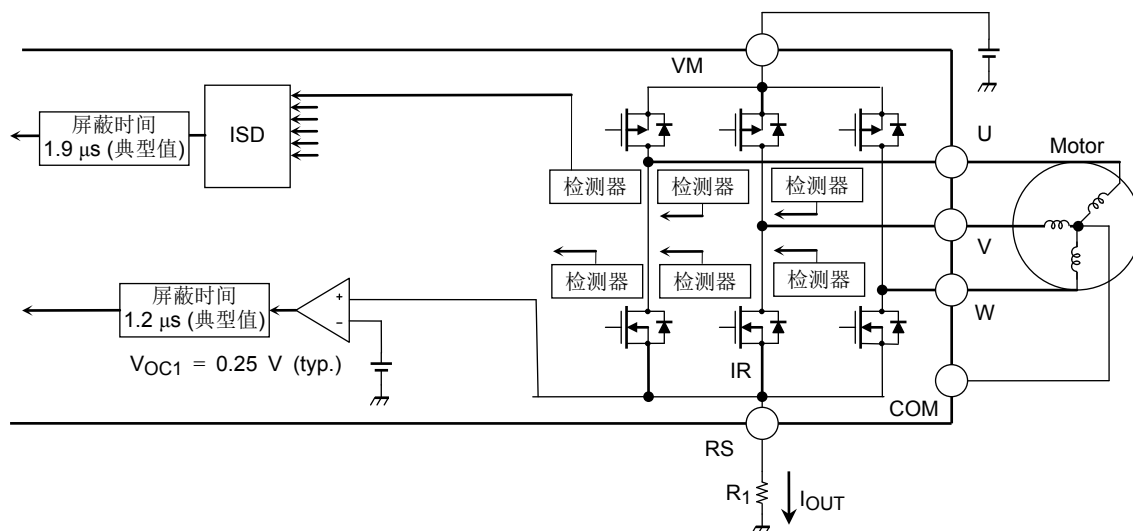 VM
屏蔽时间
1.9 μs (典型值)
ISD
U
Motor
检测器
检测器
检测器
V
检测器
检测器
检测器
W
屏蔽时间
1.2 μs (典型值)
+
−
VOC1 = 0.25 V (typ.)
IR
COM
RS
R1
IOUT